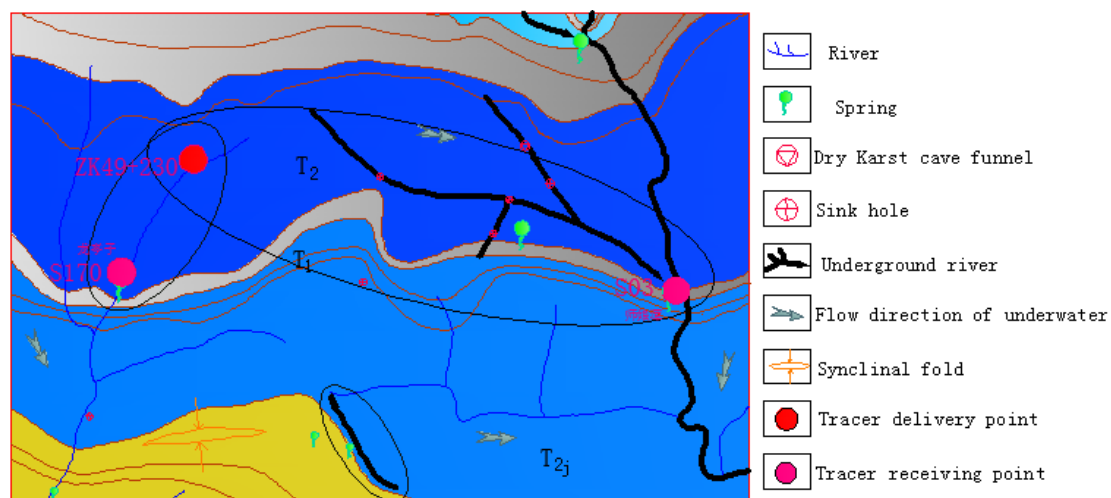 ZK49+230
T2
S170
T1
S03
T2j
River
Spring
Dry Karst cave funnel
Sink hole
Underground river
Flow direction of underwater
Synclinal fold
Tracer delivery point
Tracer receiving point